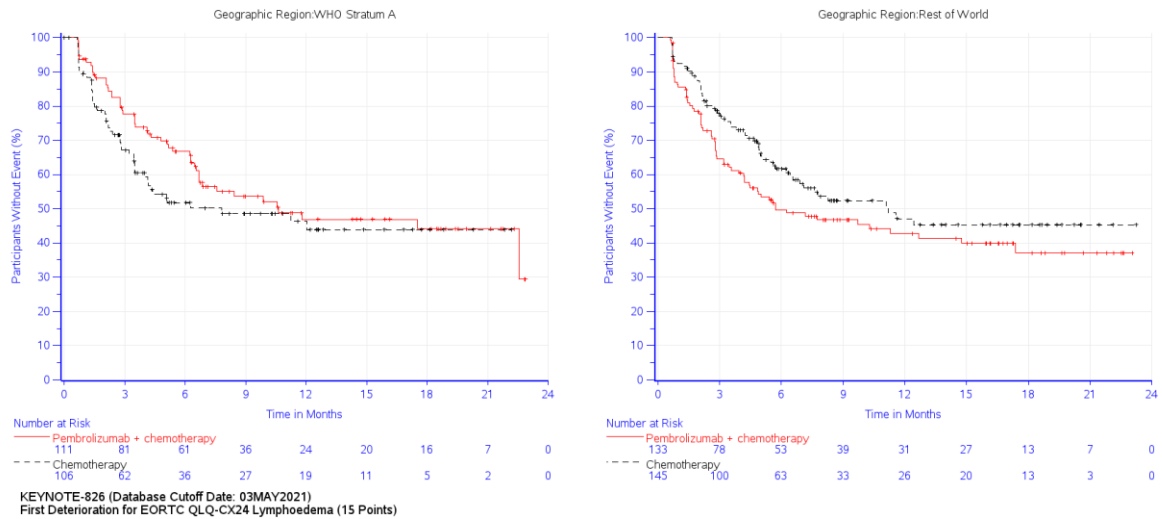 Geographic Region:WHO Stratum A
100
90
80
70
60
50
40
30
20
10
0
Participants Without Event (%)
0 3 6 9 12 15 18 21 24
Time in Months
Number at Risk
Pembrolizumab + chemotherapy
111 81 61 36 24 20 16 7 0
Chemotherapy
106 62 36 27 19 11 5 2 0
Geographic Region:Rest of World
100
90
80
70
60
50
40
30
20
10
0
Participants Without Event (%)
0 3 6 9 12 15 18 21 24
Time in Months
Number at Risk
Pembrolizumab + chemotherapy
133 78 53 39 31 27 13 7 0
Chemotherapy
145 100 63 33 26 20 13 3 0
KEYNOTE-826 (Database Cutoff Date: 03MAY2021)
First Deterioration for EORTC QLQ-CX24 Lymphoedema (15 Points)